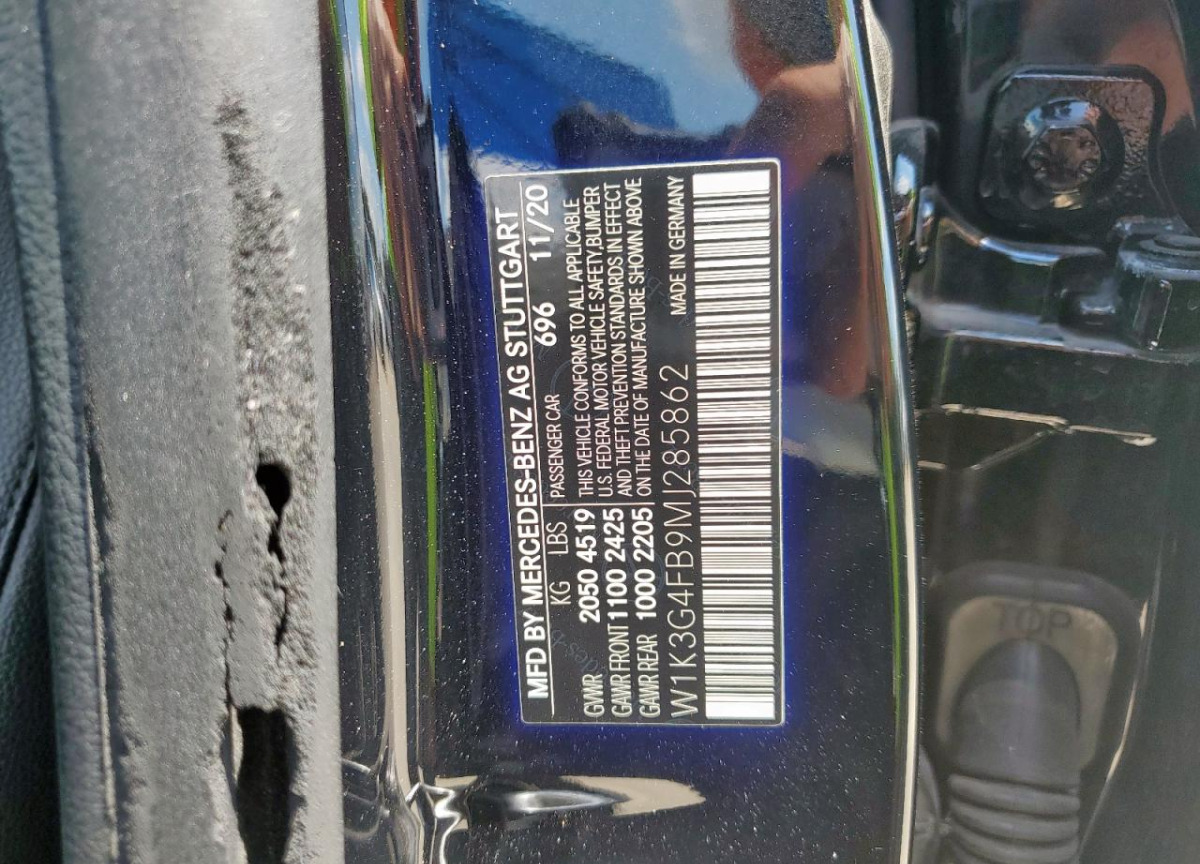 MFD BY MERCEDES-BENZ AG STUTTGART
KG LBS PASSENGER CAR 696 11/20
GVWR 2050 4519 THIS VEHICLE CONFORMS TO ALL APPLICABLE
GAWR FRONT 1100 2425 U.S. FEDERAL MOTOR VEHICLE SAFETY, BUMPER
AND THEFT PREVENTION STANDARDS IN EFFECT
GAWR REAR 1000 2205 ON THE DATE OF MANUFACTURE SHOWN ABOVE
W1K3G4FB9MJ285862 MADE IN GERMANY
TOP